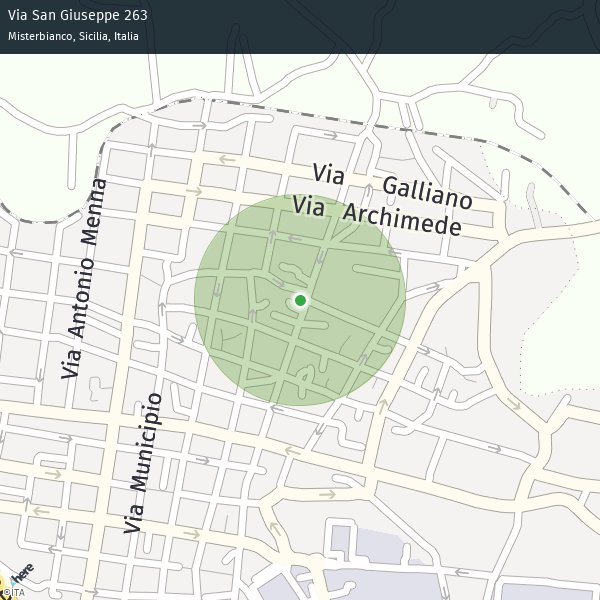 Via San Giuseppe 263
Misterbianco, Sicilia, Italia
Via Galliano
Via Archimede
Via Antonio Menna
Via Municipio
here
©ITA